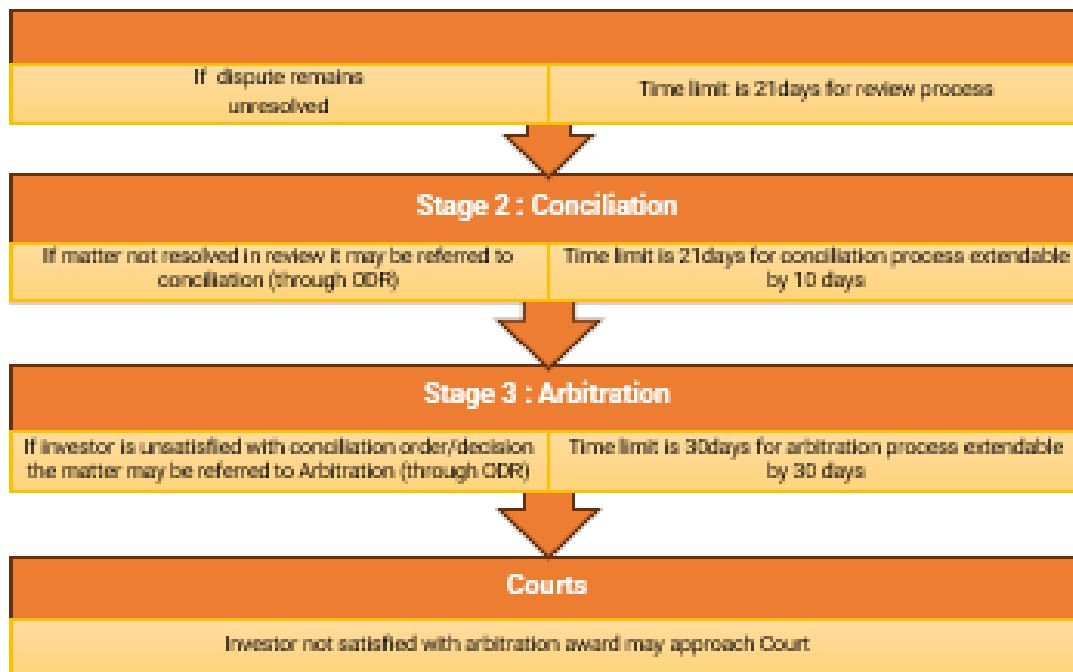 If dispute remains
unresolved
Time limit is 21days for review process
Stage 2 : Conciliation
If matter not resolved in review it may be referred to
conciliation (through ODR)
Time limit is 21days for conciliation process extendable
by 10 days
Stage 3 : Arbitration
If investor is unsatisfied with conciliation order/decision
the matter may be referred to Arbitration (through ODR)
Time limit is 30days for arbitration process extendable
by 30 days
Courts
Investor not satisfied with arbitration award may approach Court